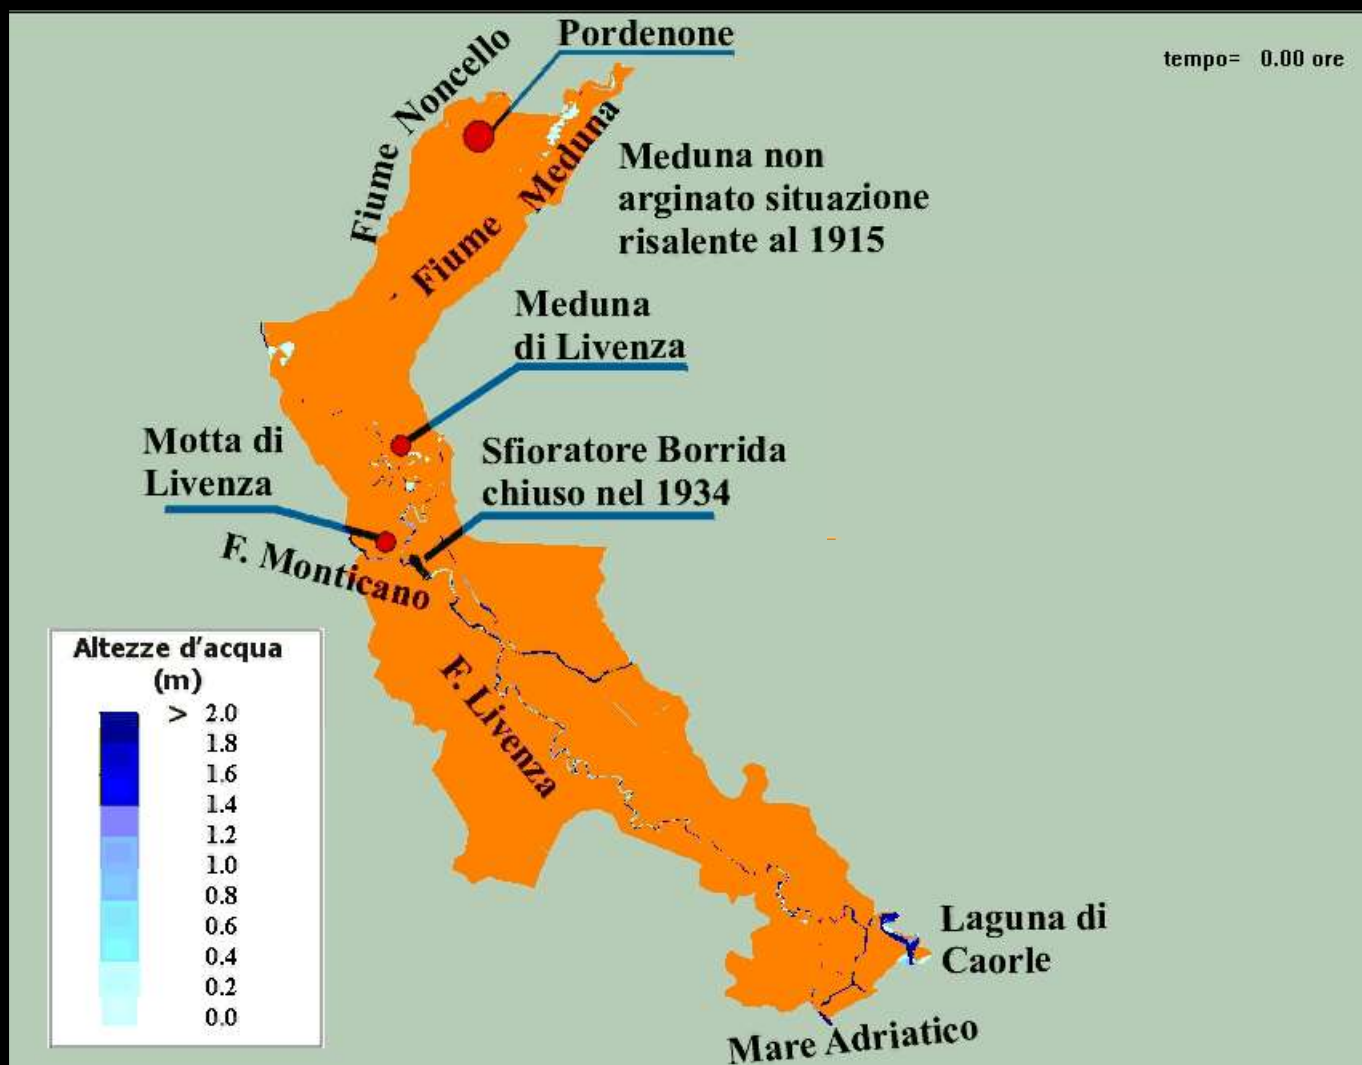 Pordenone
tempo= 0.00 ore
Fiume Noncello
Fiume Meduna
Meduna non
arginato situazione
risalente al 1915
Meduna
di Livenza
Motta di
Livenza
Sfioratore Borrida
chiuso nel 1934
F. Monticano
F. Livenza
Altezze d'acqua
(m)
> 2.0
1.8
1.6
1.4
1.2
1.0
0.8
0.6
0.4
0.2
0.0
Laguna di
Caorle
Mare Adriatico